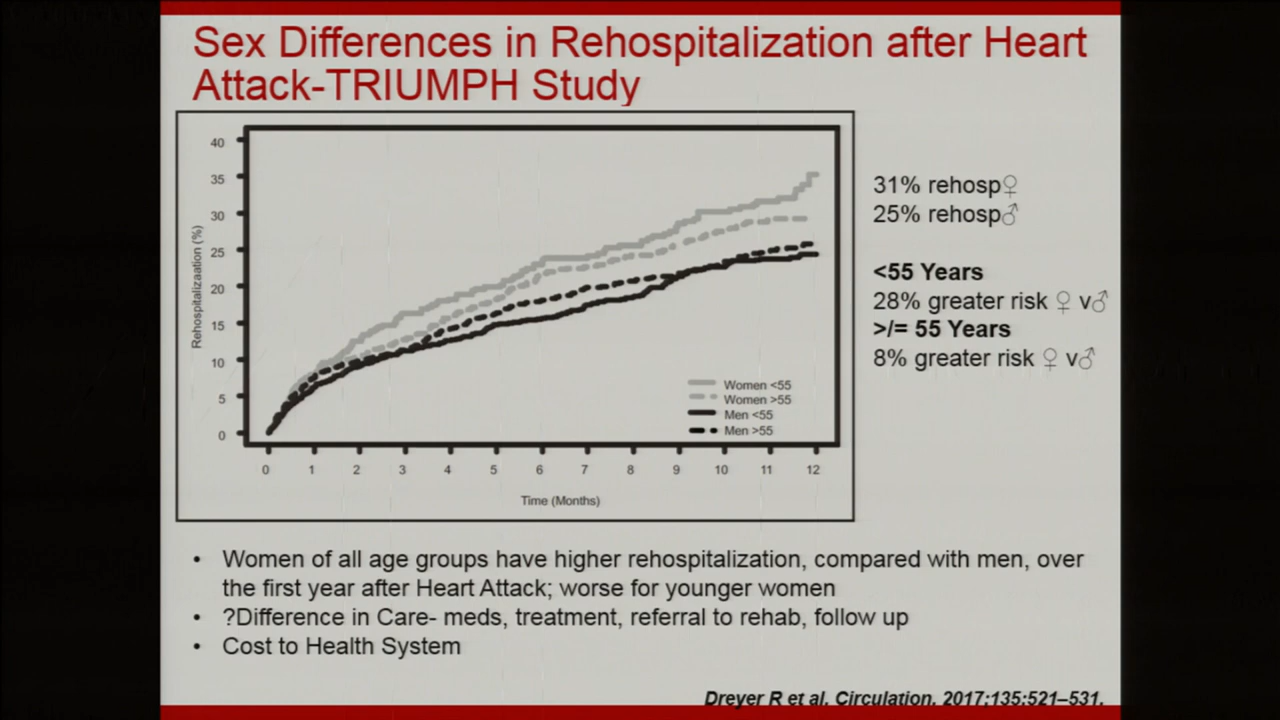 Sex Differences in Rehospitalization after Heart
Attack-TRIUMPH Study
40
35
30
25
20
15
10
5
0
Rehospitalizaation (%)
0 1 2 3 4 5 6 7 8 9 10 11 12
Time (Months)
Women <55
Women >55
Men <55
Men >55
31% rehosp♀
25% rehosp♂
<55 Years
28% greater risk ♀ v♂
>/= 55 Years
8% greater risk ♀ v♂
• Women of all age groups have higher rehospitalization, compared with men, over
the first year after Heart Attack; worse for younger women
• ?Difference in Care- meds, treatment, referral to rehab, follow up
• Cost to Health System
Dreyer R et al. Circulation. 2017;135:521–531.